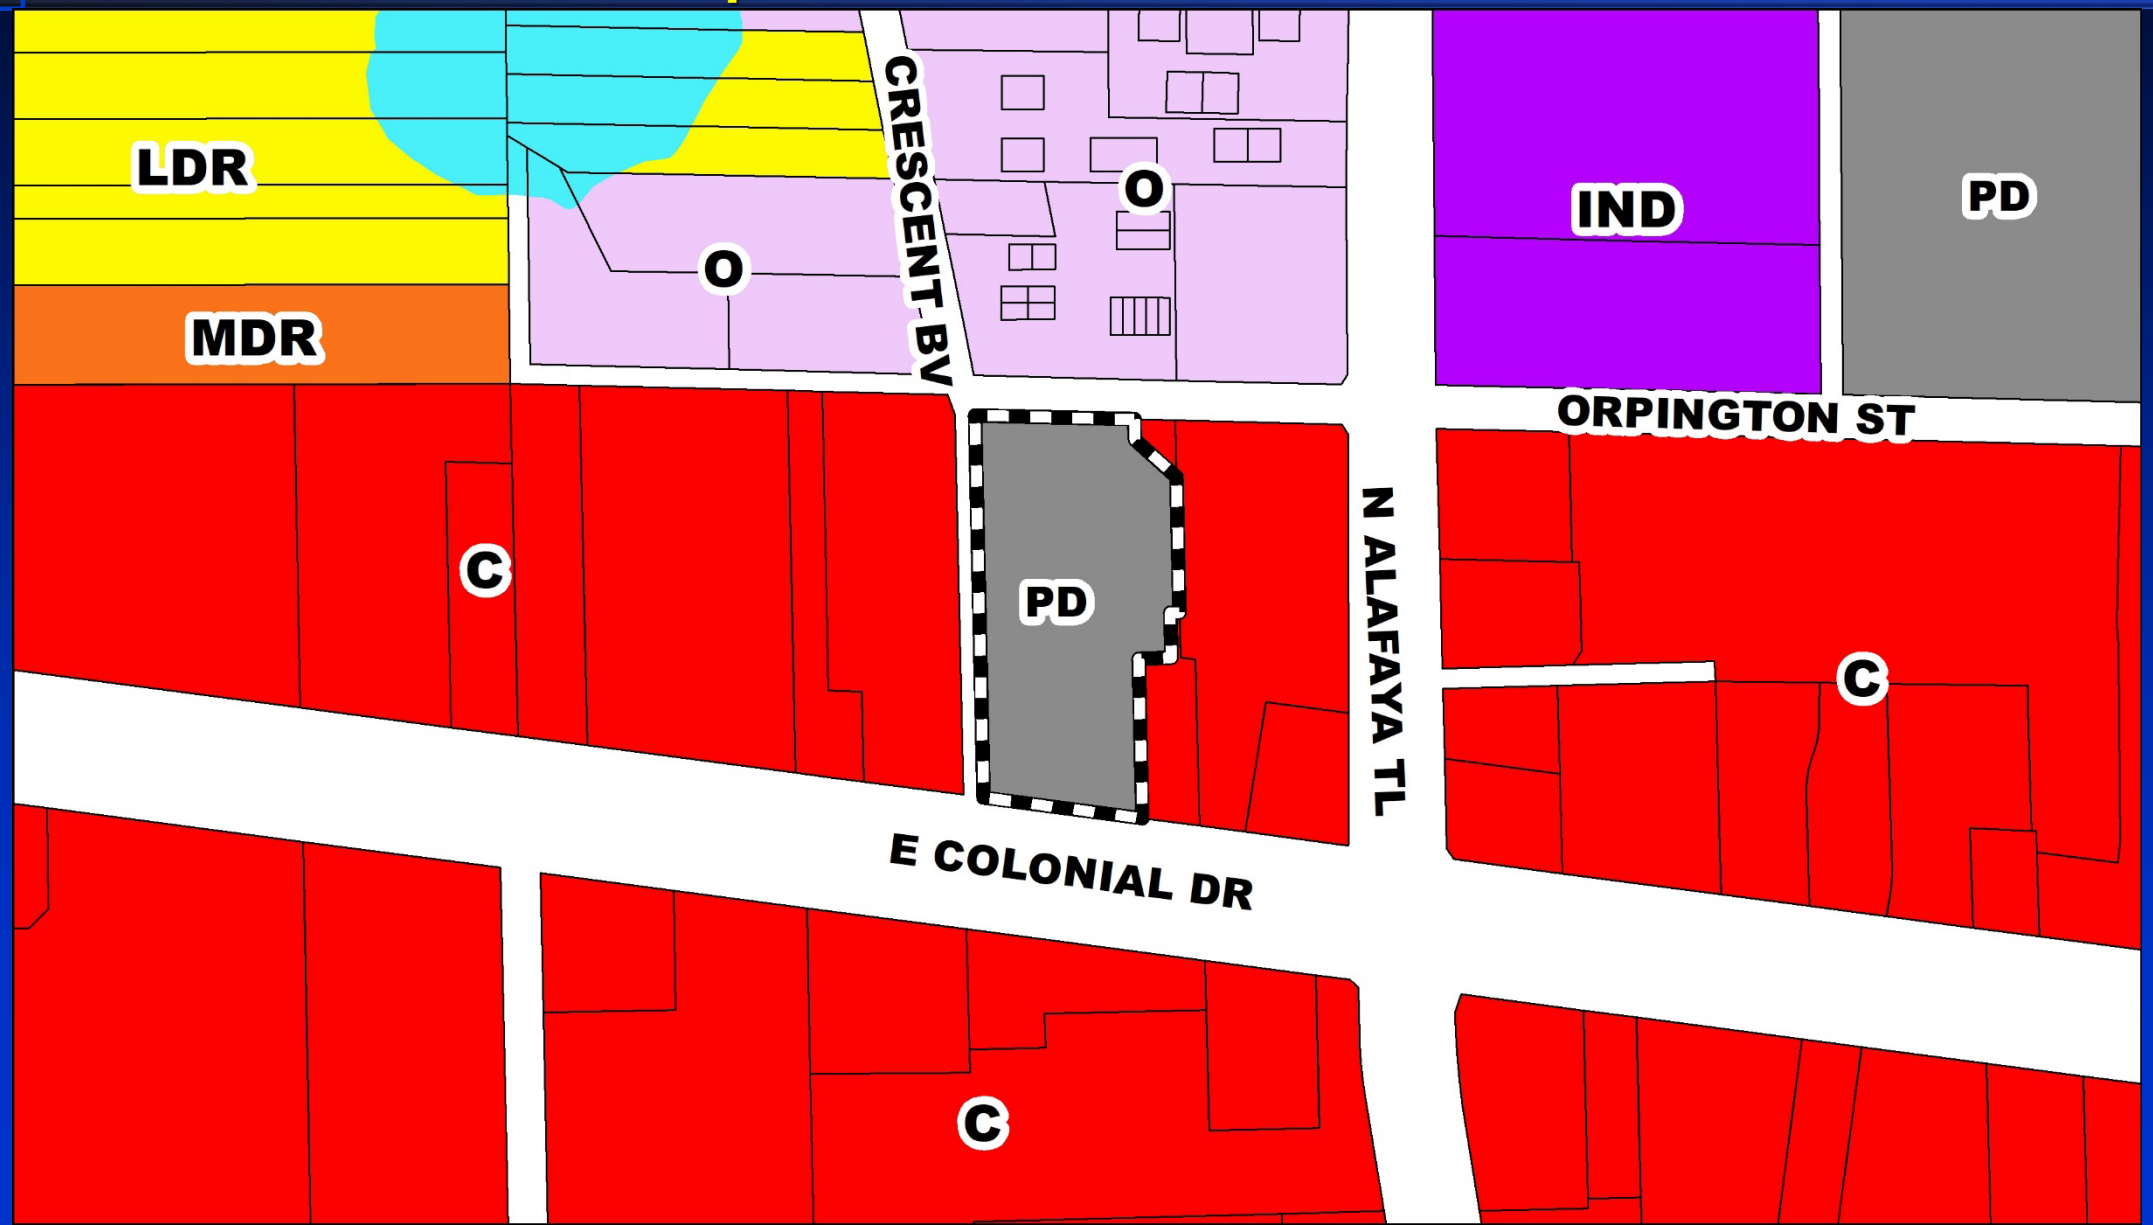 CRESCENT BV
LDR
O
IND
PD
O
MDR
ORPINGTON ST
N ALAFAYA TL
C
PD
C
E COLONIAL DR
C